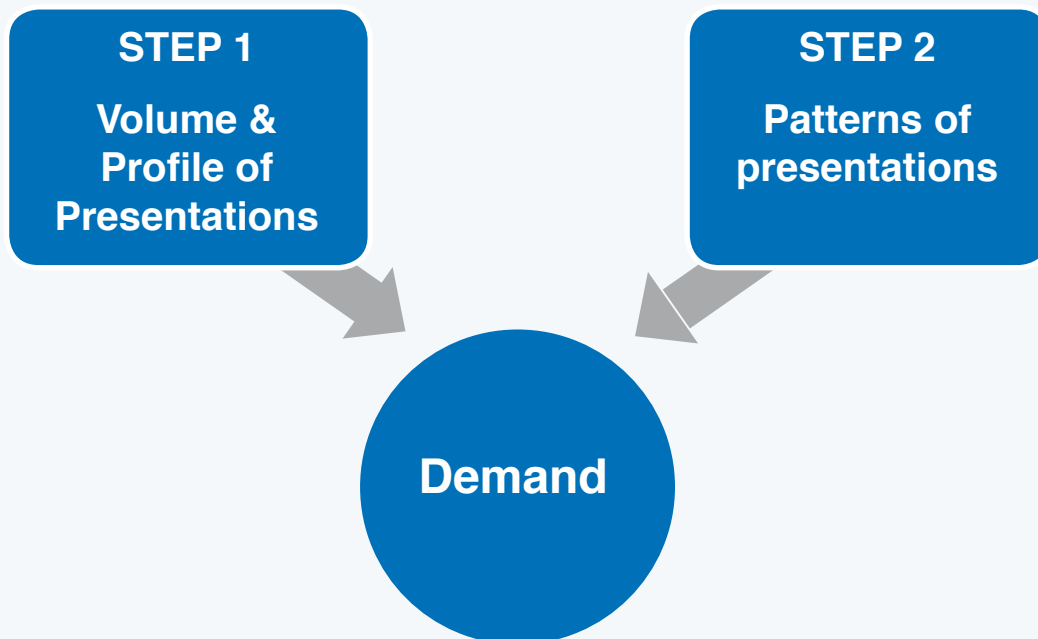 STEP 1
Volume &
Profile of
Presentations
STEP 2
Patterns of
presentations
Demand